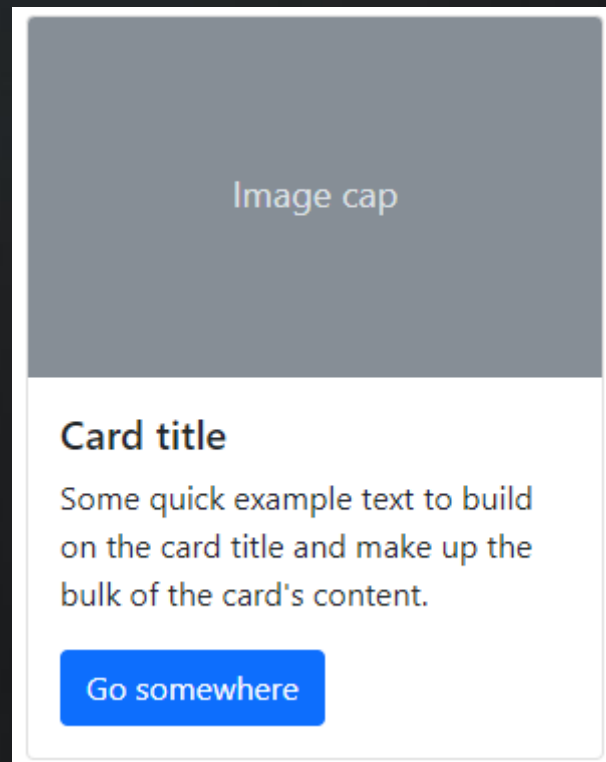 Image cap
Card title
Some quick example text to build
on the card title and make up the
bulk of the card's content.
Go somewhere